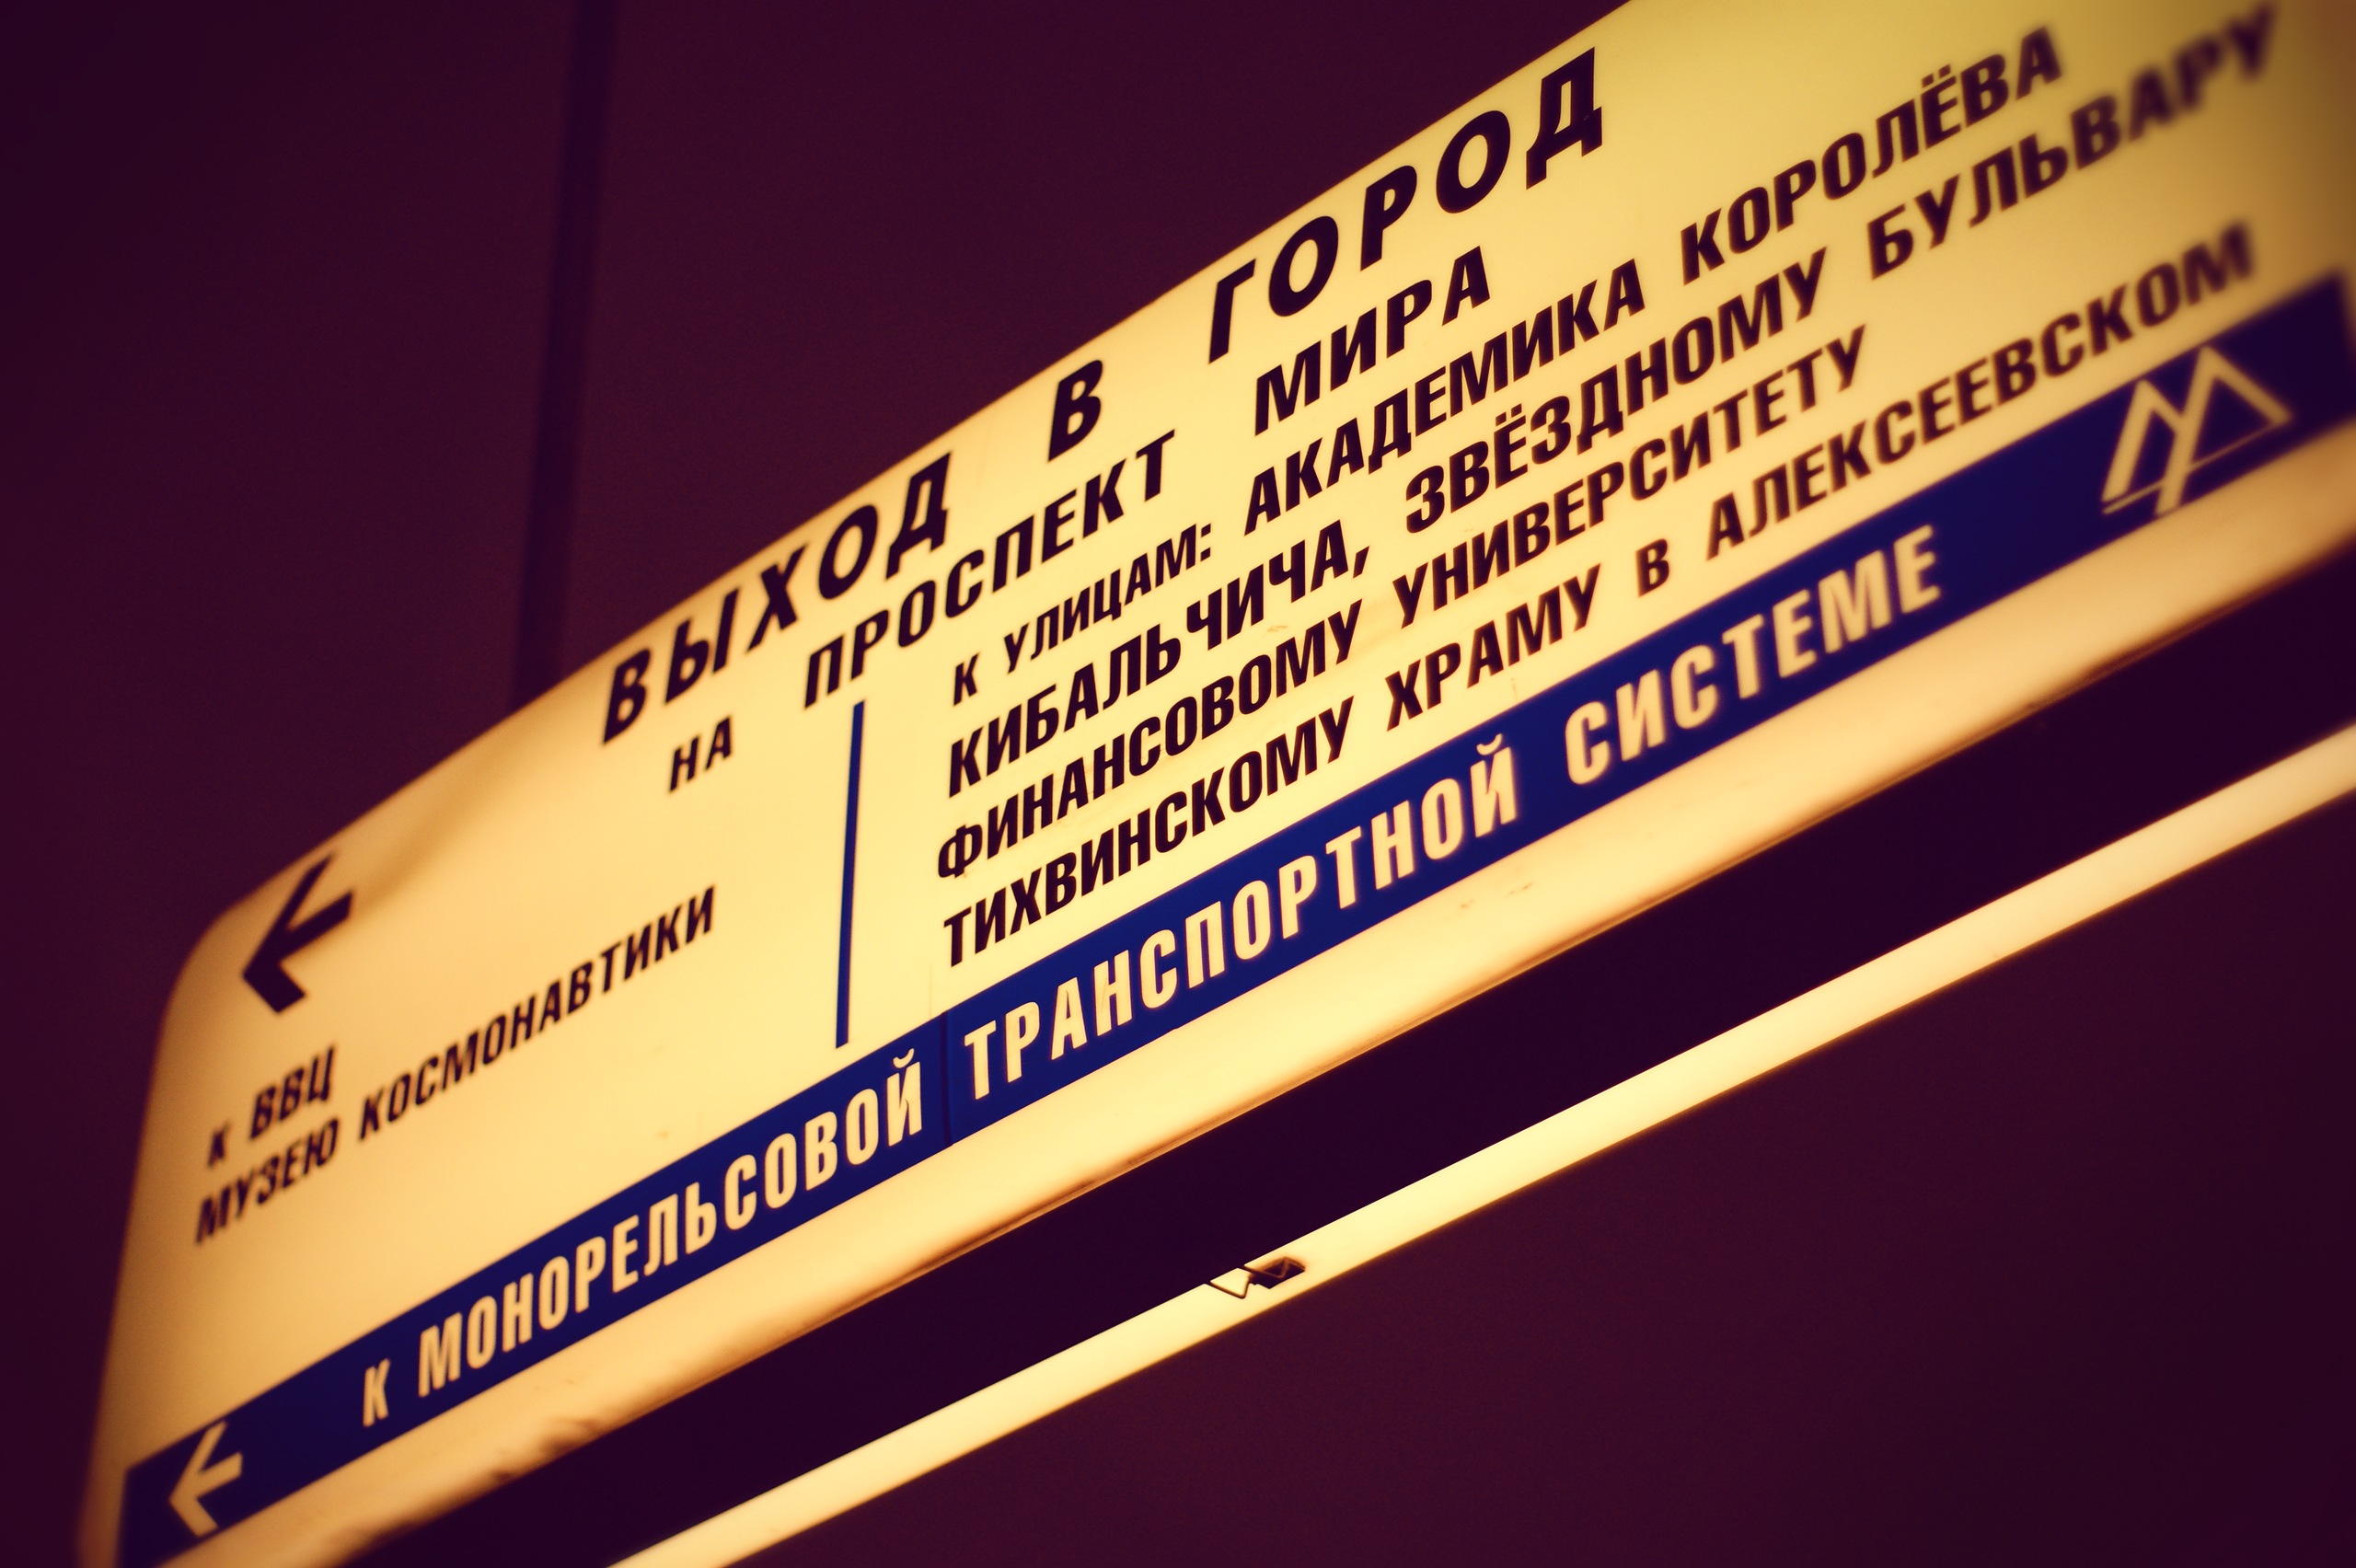 ВЫХОД В ГОРОД
НА ПРОСПЕКТ МИРА
К ВВЦ
МУЗЕЮ КОСМОНАВТИКИ
К УЛИЦАМ: АКАДЕМИКА КОРОЛЁВА
КИБАЛЬЧИЧА, ЗВЁЗДНОМУ БУЛЬВАРУ
ФИНАНСОВОМУ УНИВЕРСИТЕТУ
ТИХВИНСКОМУ ХРАМУ В АЛЕКСЕЕВСКОМ
К МОНОРЕЛЬСОВОЙ ТРАНСПОРТНОЙ СИСТЕМЕ